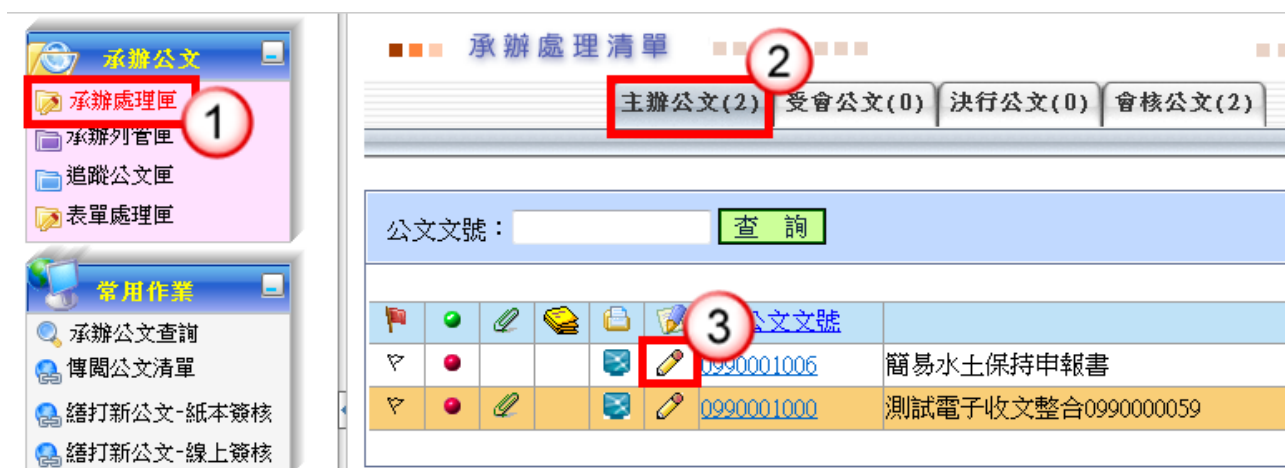 承辦公文
承辦處理匣
1
承辦列管匣
追蹤公文匣
表單處理匣
常用作業
承辦公文查詢
傳閱公文清單
繕打新公文-紙本簽核
繕打新公文-線上簽核
承辦處理清單
2
主辦公文(2)
受會公文(0)
決行公文(0)
會核公文(2)
公文文號：
查 詢
3
公文文號
0990001006
簡易水土保持申報書
0990001000
測試電子收文整合0990000059